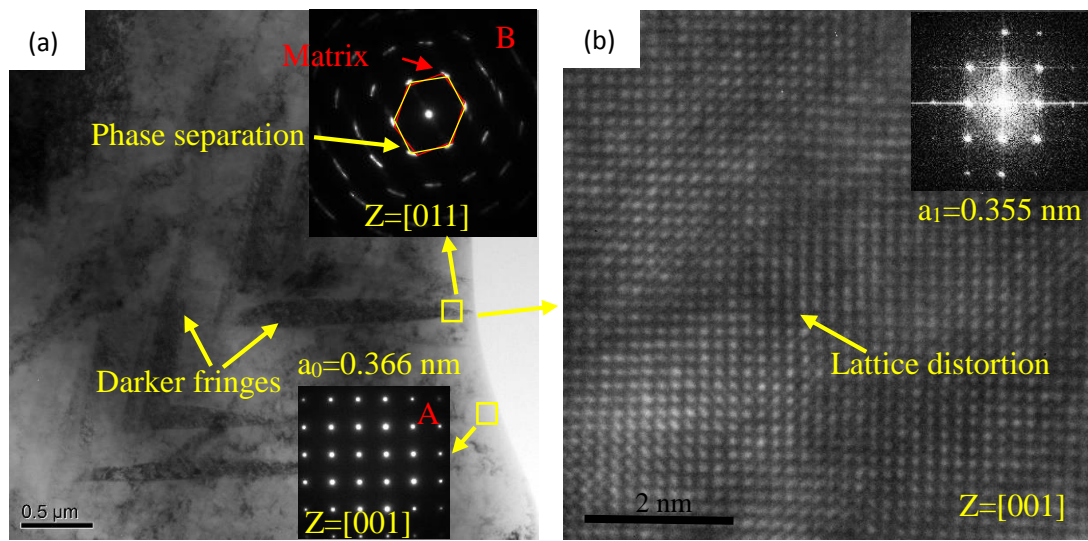 (a)
B
Matrix
Phase separation
Z=[011]
Darker fringes
a₀=0.366 nm
A
Z=[001]
0.5 µm
(b)
a₁=0.355 nm
Lattice distortion
2 nm
Z=[001]